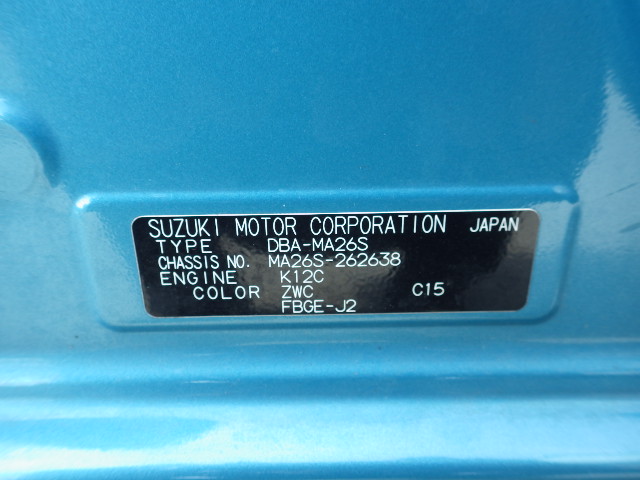 SUZUKI MOTOR CORPORATION JAPAN
TYPE DBA-MA26S
CHASSIS NO. MA26S-262638
ENGINE K12C
COLOR ZWC C15
FBGE-J2